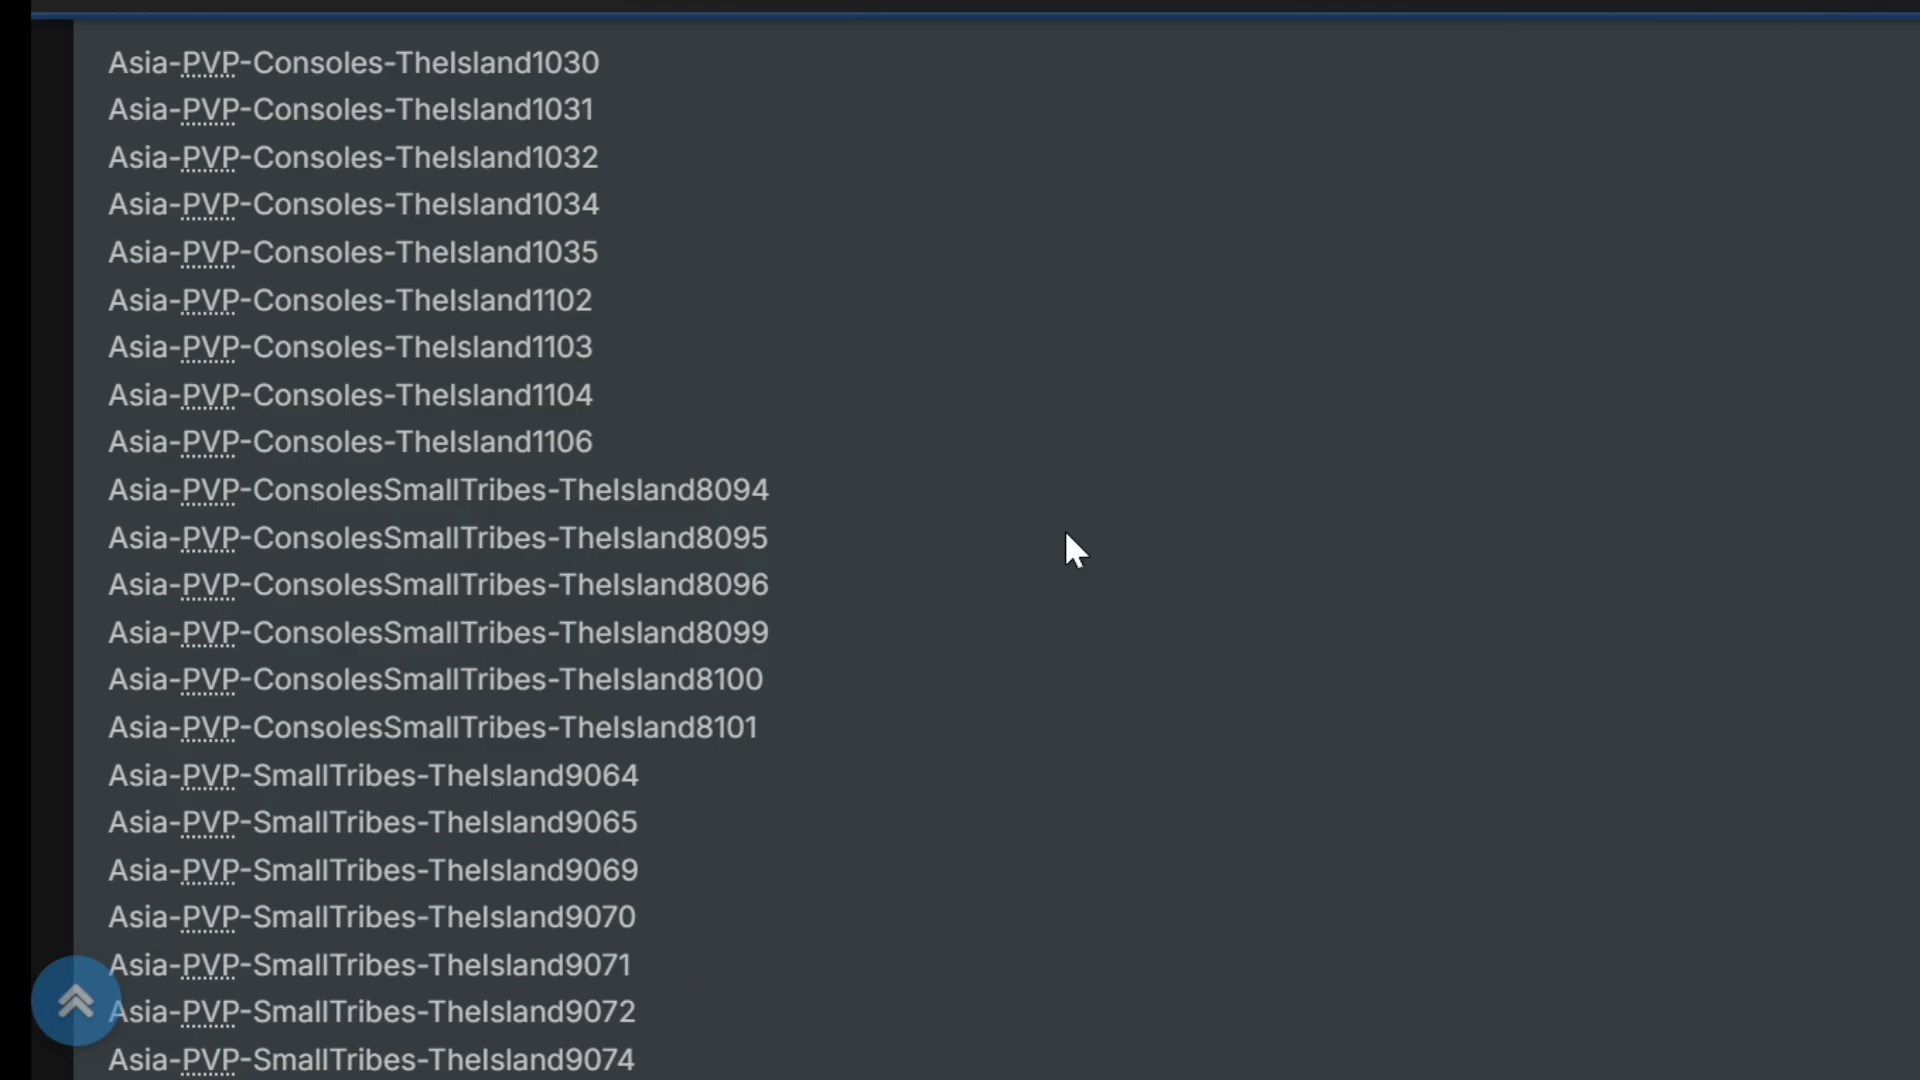 Asia-PVP-Consoles-TheIsland1030
Asia-PVP-Consoles-TheIsland1031
Asia-PVP-Consoles-TheIsland1032
Asia-PVP-Consoles-TheIsland1034
Asia-PVP-Consoles-TheIsland1035
Asia-PVP-Consoles-TheIsland1102
Asia-PVP-Consoles-TheIsland1103
Asia-PVP-Consoles-TheIsland1104
Asia-PVP-Consoles-TheIsland1106
Asia-PVP-ConsolesSmallTribes-TheIsland8094
Asia-PVP-ConsolesSmallTribes-TheIsland8095
Asia-PVP-ConsolesSmallTribes-TheIsland8096
Asia-PVP-ConsolesSmallTribes-TheIsland8099
Asia-PVP-ConsolesSmallTribes-TheIsland8100
Asia-PVP-ConsolesSmallTribes-TheIsland8101
Asia-PVP-SmallTribes-TheIsland9064
Asia-PVP-SmallTribes-TheIsland9065
Asia-PVP-SmallTribes-TheIsland9069
Asia-PVP-SmallTribes-TheIsland9070
Asia-PVP-SmallTribes-TheIsland9071
Asia-PVP-SmallTribes-TheIsland9072
Asia-PVP-SmallTribes-TheIsland9074